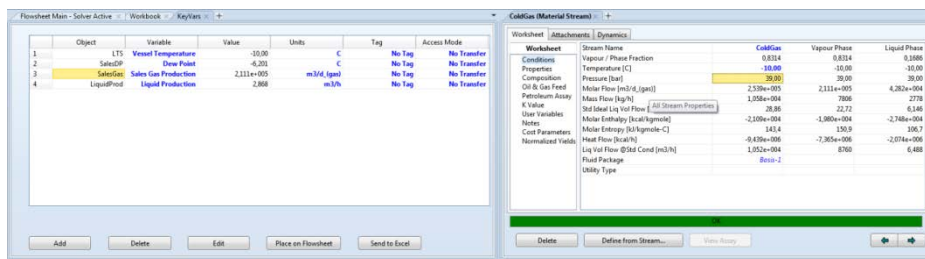 Flowsheet Main - Solver Active Workbook KeyVars +
Object Variable Value Units Tag Access Mode
1 LTS Vessel Temperature -10,00 C No Tag No Transfer
2 SalesDP Dew Point -6,201 C No Tag No Transfer
3 SalesGas Sales Gas Production 2,111e+005 m3/d_(gas) No Tag No Transfer
4 LiquidProd Liquid Production 2,868 m3/h No Tag No Transfer
Add Delete Edit Place on Flowsheet Send to Excel
ColdGas (Material Stream) +
Worksheet Attachments Dynamics
Worksheet
Conditions
Properties
Composition
Oil & Gas Feed
Petroleum Assay
K Value
User Variables
Notes
Cost Parameters
Normalized Yields
Stream Name ColdGas Vapour Phase Liquid Phase
Vapour / Phase Fraction 0,8314 0,8314 0,1686
Temperature [C] -10,00 -10,00 -10,00
Pressure [bar] 39,00 39,00 39,00
Molar Flow [m3/d_(gas)] 2,539e+005 2,111e+005 4,282e+004
Mass Flow [kg/h] 1,058e+004 7806 2778
Std Ideal Liq Vol Flow 28,86 22,72 6,146
All Stream Properties
Molar Enthalpy [kcal/kgmole] -2,109e+004 -1,980e+004 -2,748e+004
Molar Entropy [kJ/kgmole-C] 143,4 150,9 106,7
Heat Flow [kcal/h] -9,439e+006 -7,365e+006 -2,074e+006
Liq Vol Flow @Std Cond [m3/h] 1,052e+004 8760 6,488
Fluid Package Basis-1
Utility Type
OK
Delete Define from Stream... View Assay